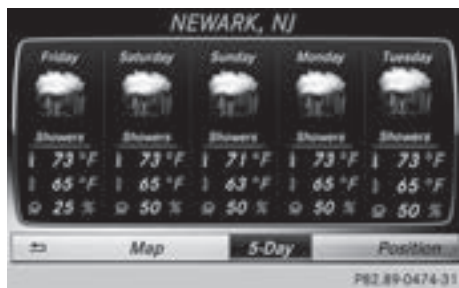 NEWARK, NJ
Friday Saturday Sunday Monday Tuesday
Showers Showers Showers Showers Showers
73 °F 73 °F 71 °F 73 °F 73 °F
65 °F 65 °F 63 °F 65 °F 65 °F
25 % 50 % 50 % 50 % 50 %
Map 5-Day Position
P82.89-0474-31